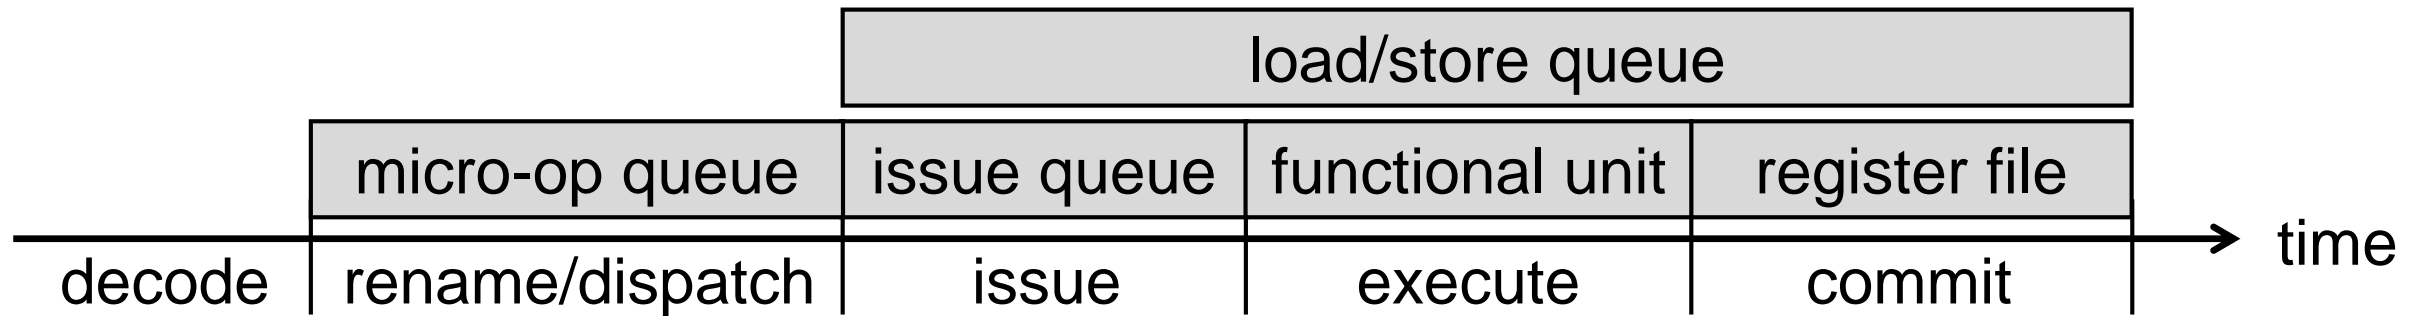 load/store queue
micro-op queue issue queue functional unit register file
time
decode rename/dispatch issue execute commit